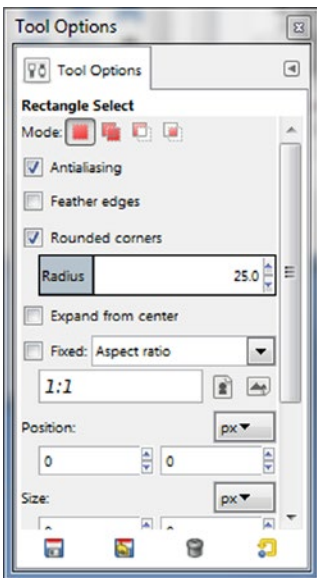 Tool Options
Tool Options
Rectangle Select
Mode:
Antialiasing
Feather edges
Rounded corners
Radius 25.0
Expand from center
Fixed: Aspect ratio
1:1
Position: px
0 0
Size: px